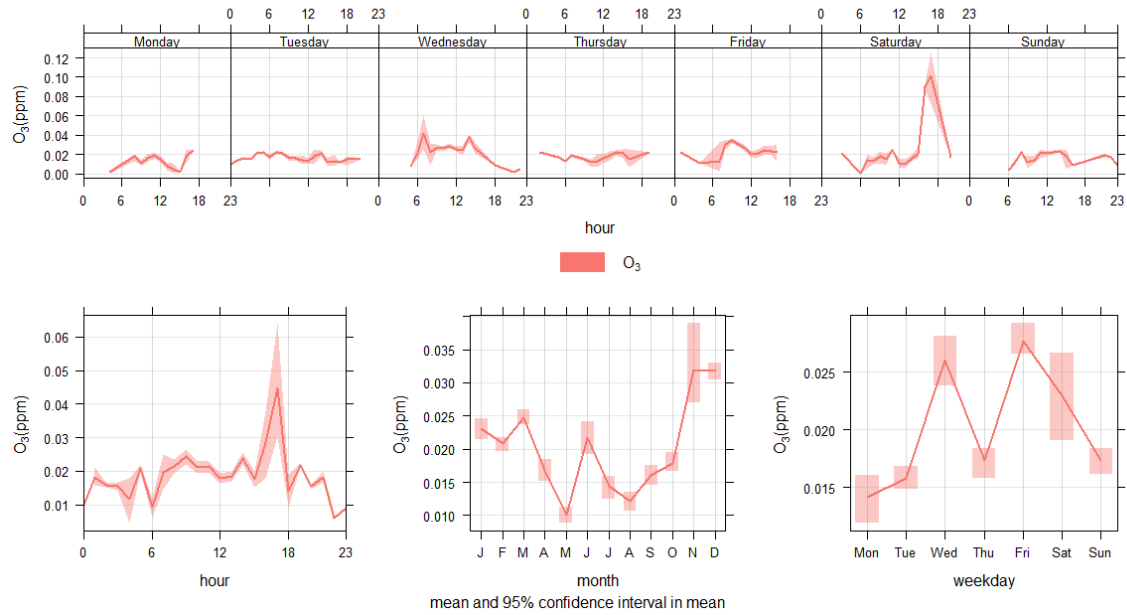 0 6 12 18 23 0 6 12 18 23 0 6 12 18 23
Monday Tuesday Wednesday Thursday Friday Saturday Sunday
0.12
0.10
0.08
0.06
0.04
0.02
0.00
O₃(ppm)
0 6 12 18 23 0 6 12 18 23 0 6 12 18 23 0 6 12 18 23
hour
O₃
0.06
0.05
0.04
0.03
0.02
0.01
O₃(ppm)
0 6 12 18 23
hour
0.035
0.030
0.025
0.020
0.015
0.010
O₃(ppm)
J F M A M J J A S O N D
month
0.025
0.020
0.015
O₃(ppm)
Mon Tue Wed Thu Fri Sat Sun
weekday
mean and 95% confidence interval in mean